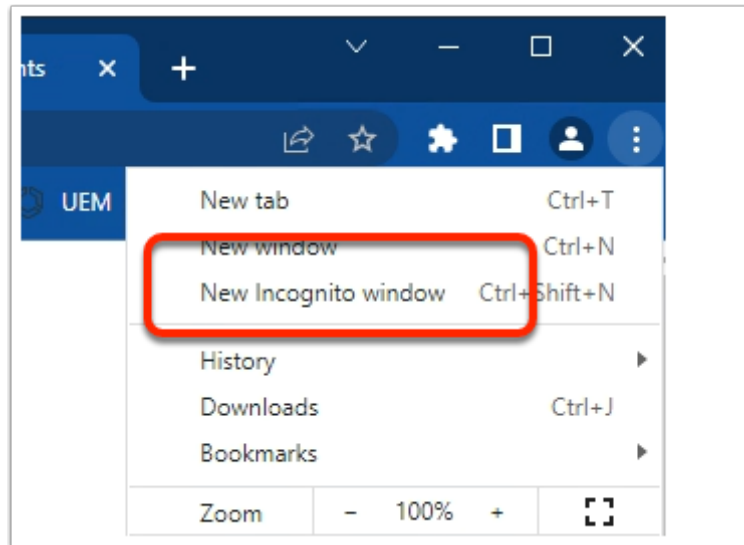 nts
UEM
New tab Ctrl+T
New window Ctrl+N
New Incognito window Ctrl+Shift+N
History
Downloads Ctrl+J
Bookmarks
Zoom - 100% +